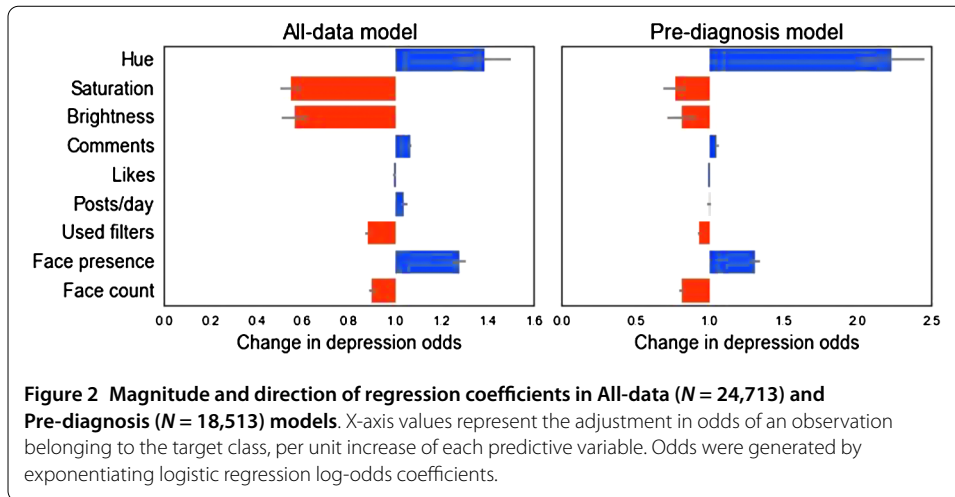 All-data model
Pre-diagnosis model
Hue
Saturation
Brightness
Comments
Likes
Posts/day
Used filters
Face presence
Face count
0.0 0.2 0.4 0.6 0.8 1.0 1.2 1.4 1.6
0.0 0.5 1.0 1.5 2.0 2.5
Change in depression odds
Change in depression odds
Figure 2 Magnitude and direction of regression coefficients in All-data (N = 24,713) and
Pre-diagnosis (N = 18,513) models. X-axis values represent the adjustment in odds of an observation
belonging to the target class, per unit increase of each predictive variable. Odds were generated by
exponentiating logistic regression log-odds coefficients.